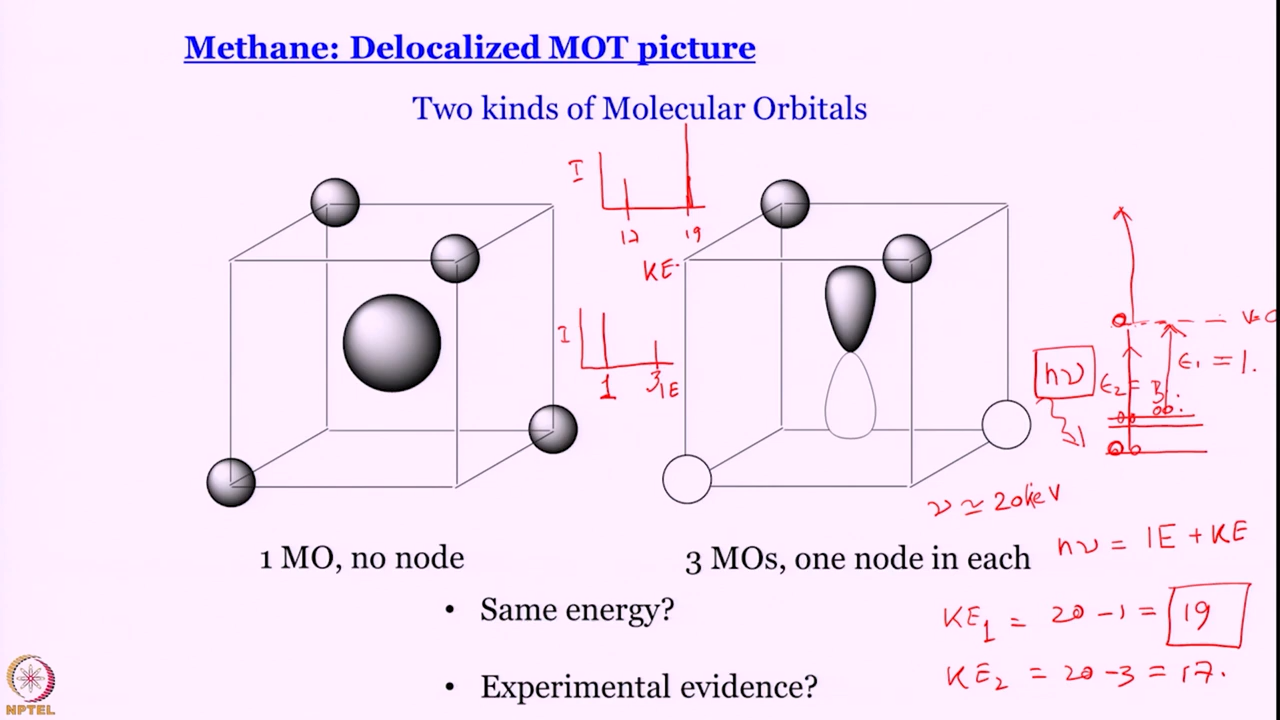 Methane: Delocalized MOT picture
Two kinds of Molecular Orbitals
I
17
19
KE
I
1
3
IE
V=0
hν
ϵ₂ = 3
ϵ₁ = 1.
ν ≃ 20 keV
1 MO, no node
3 MOs, one node in each
hν = IE + KE
• Same energy?
KE₁ = 20 - 1 = 19
• Experimental evidence?
KE₂ = 20 - 3 = 17.
NPTEL